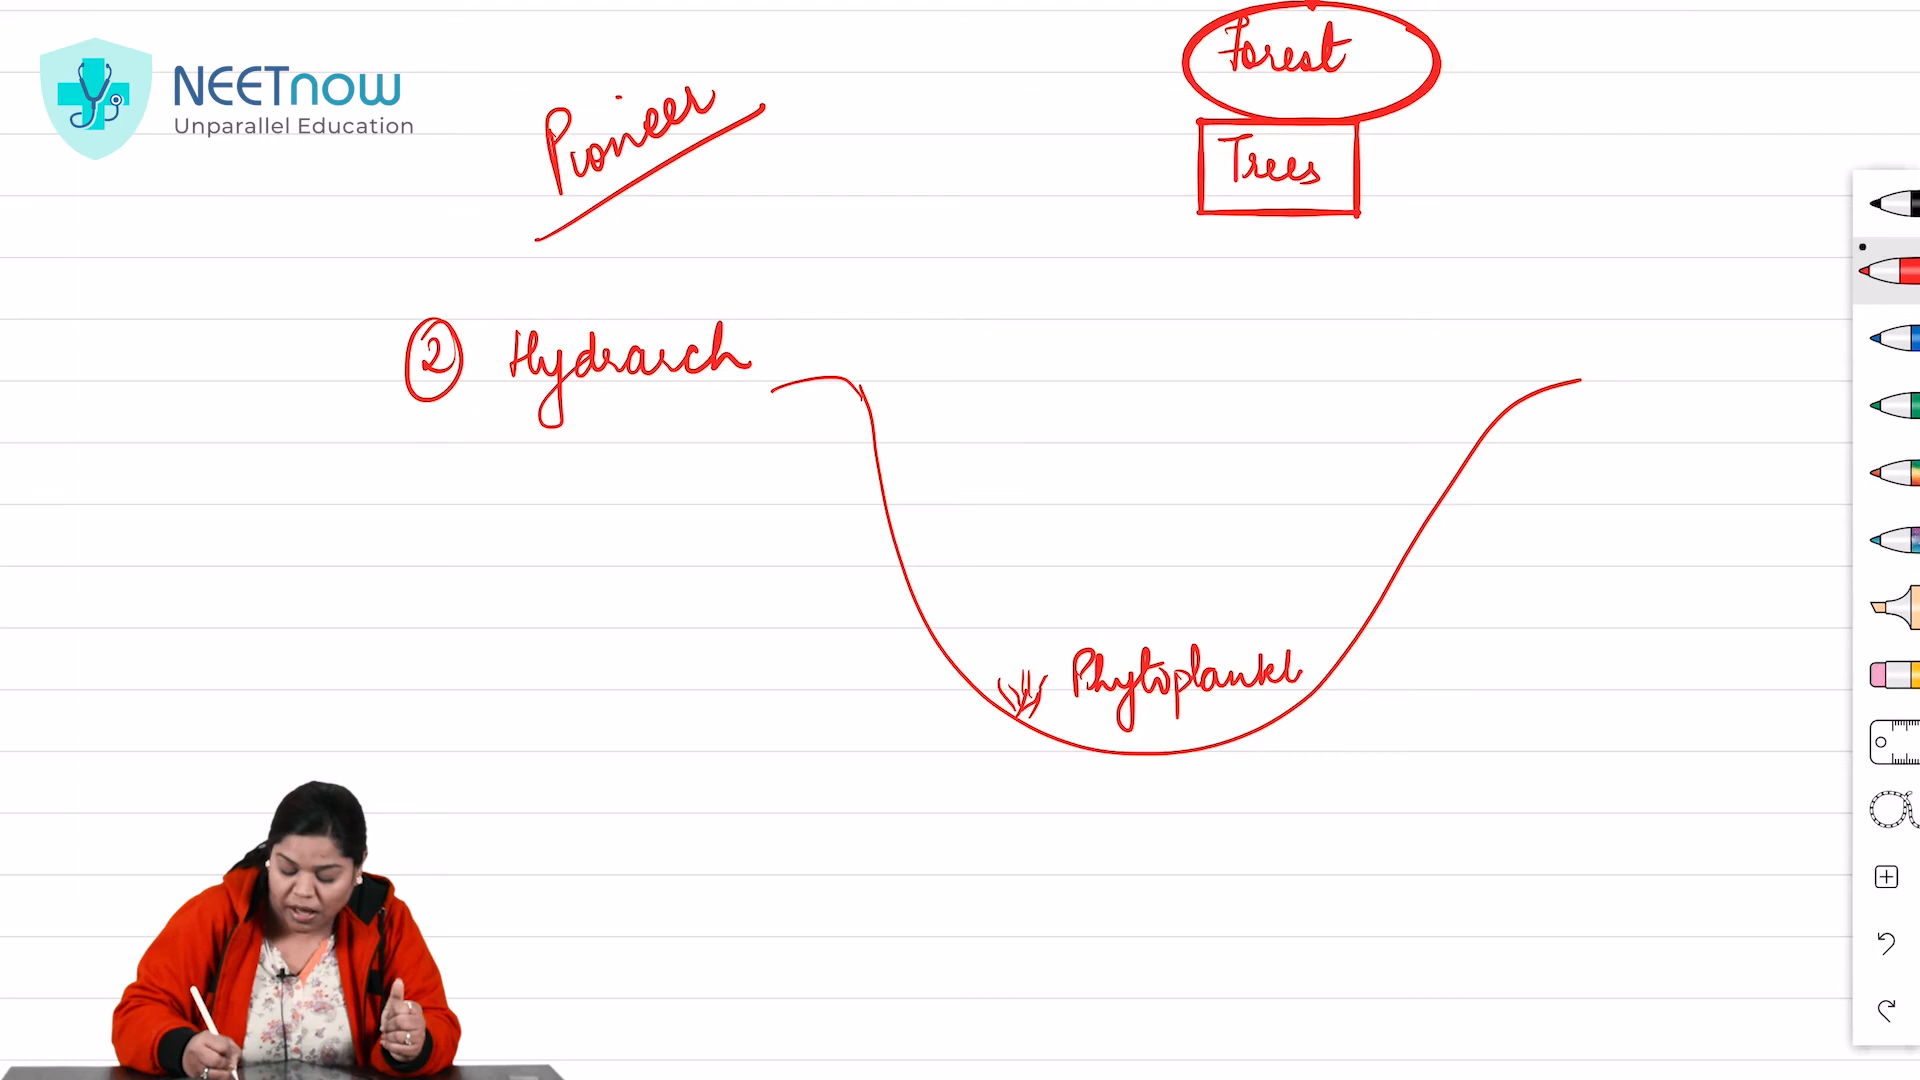 NEETnow
Unparallel Education
Forest
Pioneer
Trees
2 Hydrarch
Phytoplankt